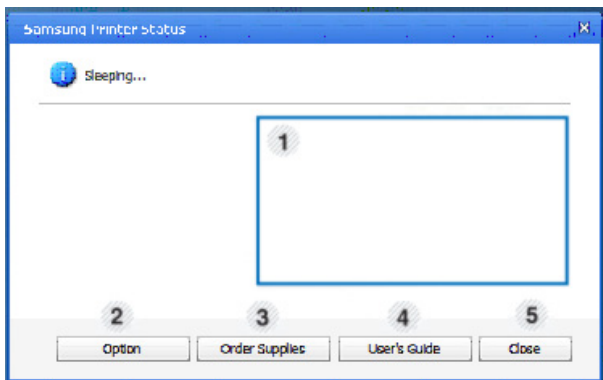 Samsung Printer Status
Sleeping...
1
2 3 4 5
Option Order Supplies User's Guide Close